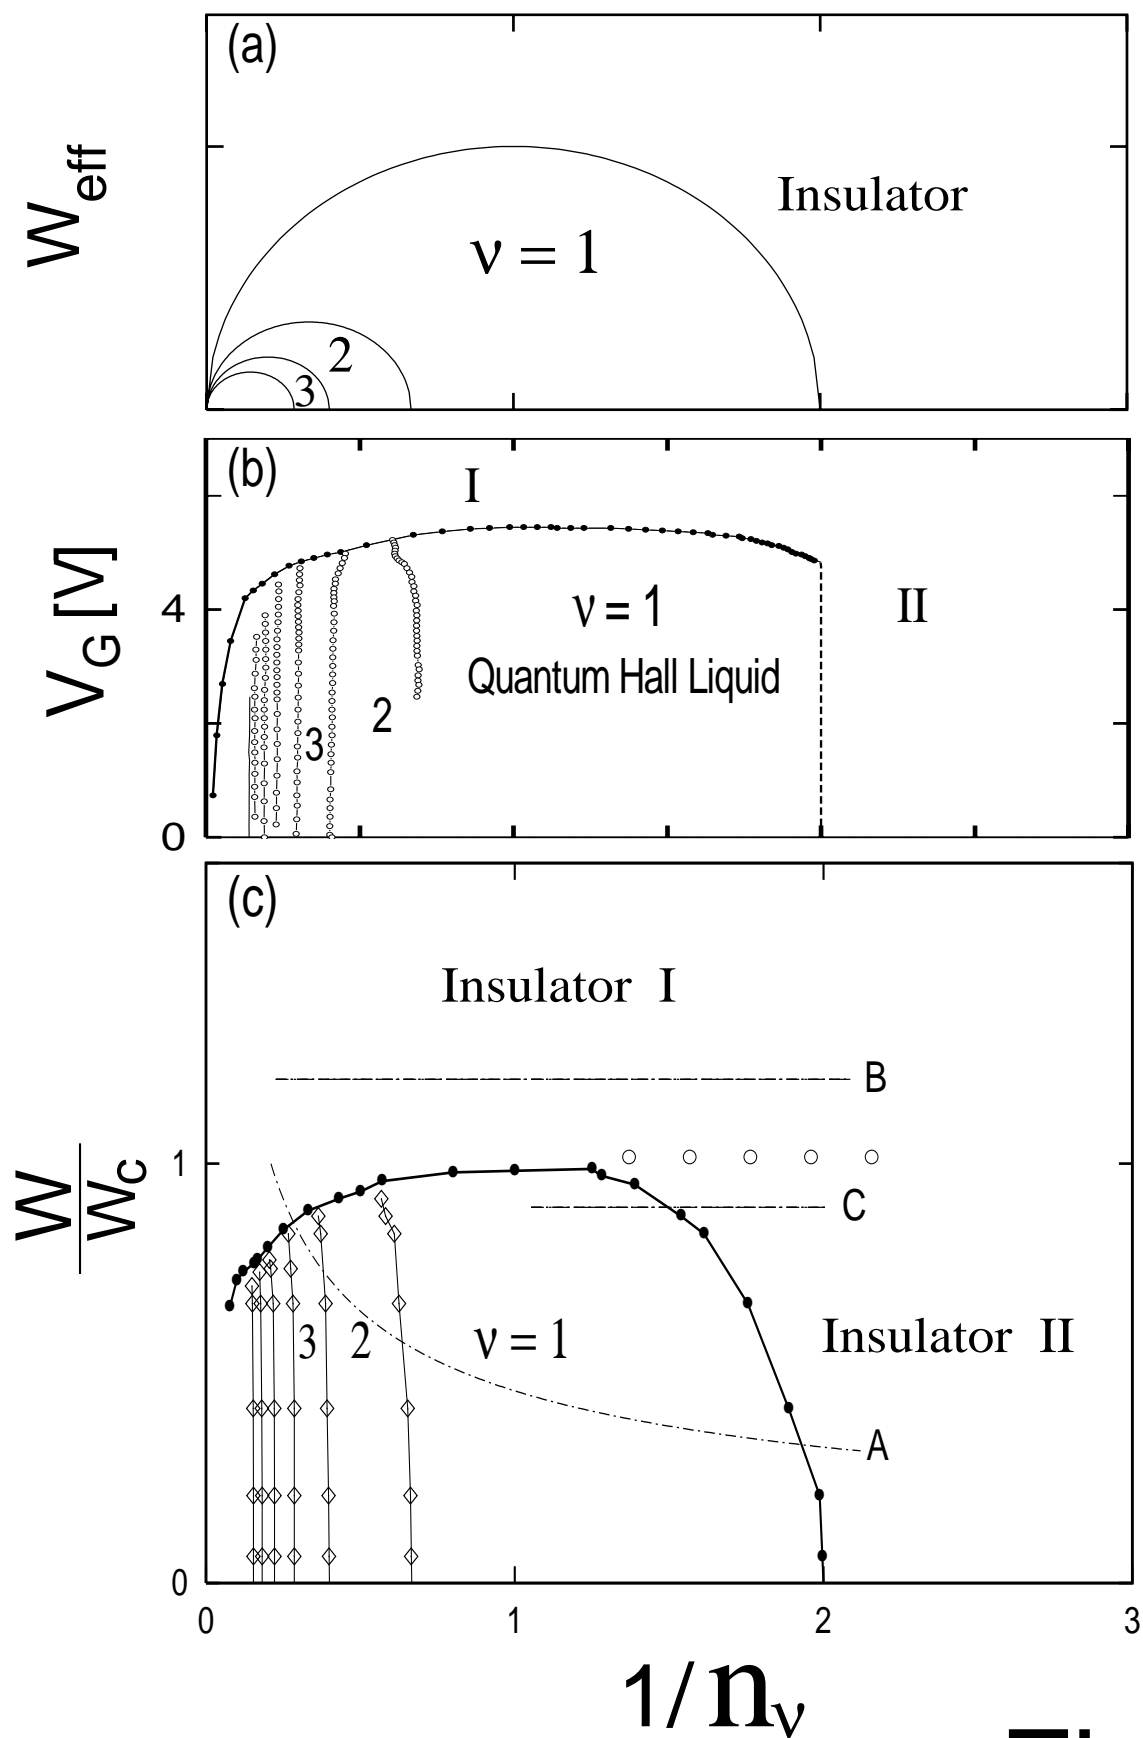 (a)
W_eff
Insulator
ν = 1
2
3
(b)
I
V_G [V]
4
ν = 1
II
Quantum Hall Liquid
2
3
0
(c)
Insulator I
B
W/W_c
1
C
3
2
ν = 1
Insulator II
A
0
0 1 2 3
1/n_ν